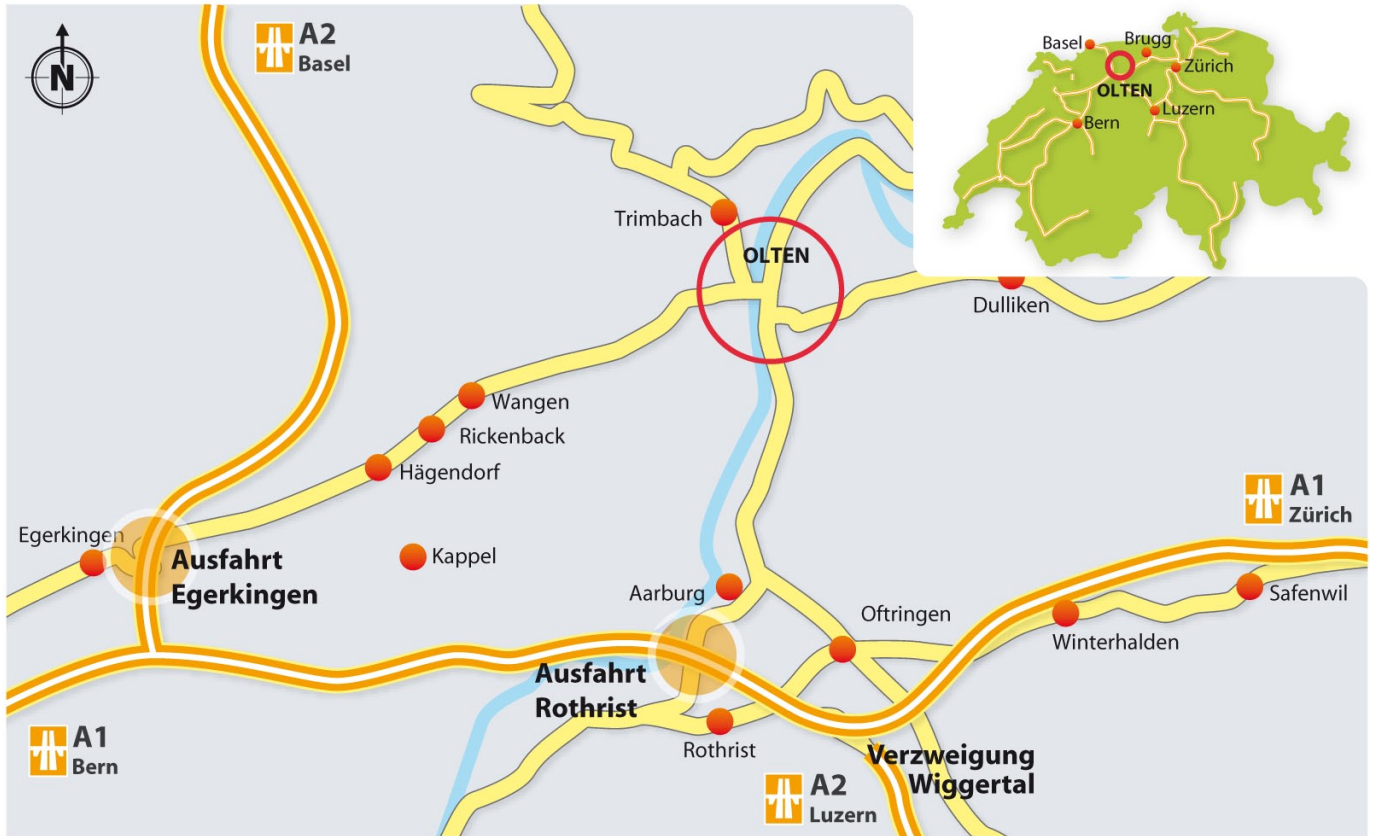 N
A2
Basel
Basel
Brugg
Zürich
OLTEN
Luzern
Bern
Trimbach
OLTEN
Dulliken
Wangen
Rickenback
Hägendorf
A1
Zürich
Egerkingen
Ausfahrt
Egerkingen
Kappel
Aarburg
Oftringen
Safenwil
Winterhalden
Ausfahrt
Rothrist
Rothrist
A1
Bern
Verzweigung
Wiggertal
A2
Luzern